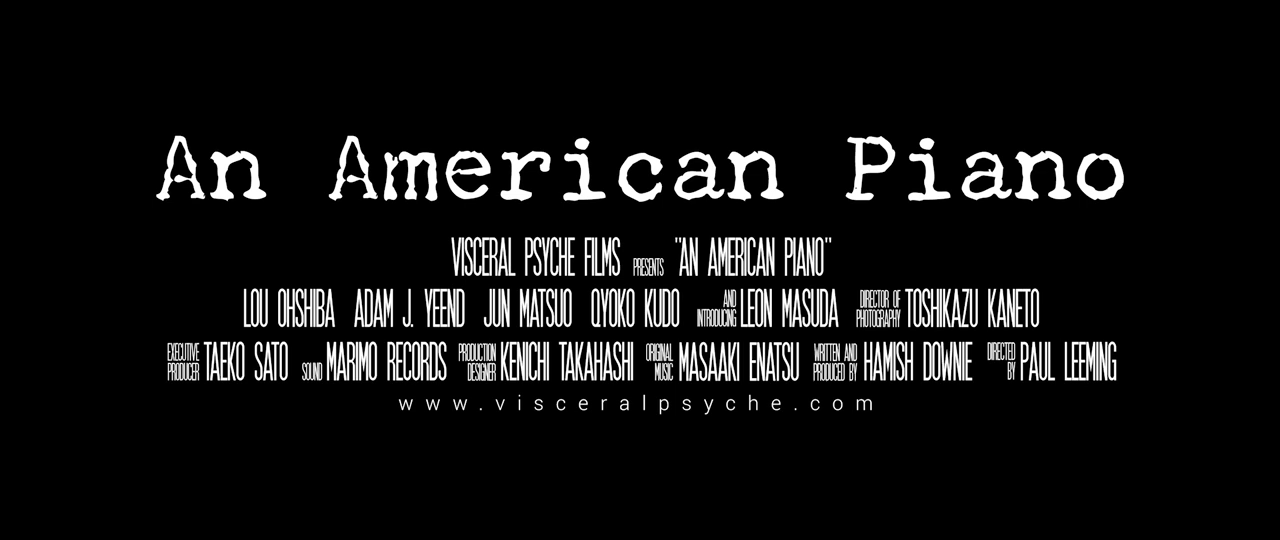 An American Piano
VISCERAL PSYCHE FILMS PRESENTS "AN AMERICAN PIANO"
LOU OHSHIBA ADAM J. YEEND JUN MATSUO QYOKO KUDO AND INTRODUCING LEON MASUDA DIRECTOR OF PHOTOGRAPHY TOSHIKAZU KANETO
EXECUTIVE PRODUCER TAEKO SATO SOUND MARIMO RECORDS PRODUCTION DESIGNER KENICHI TAKAHASHI ORIGINAL MUSIC MASAAKI ENATSU WRITTEN AND PRODUCED BY HAMISH DOWNIE DIRECTED BY PAUL LEEMING
www.visceralpsyche.com